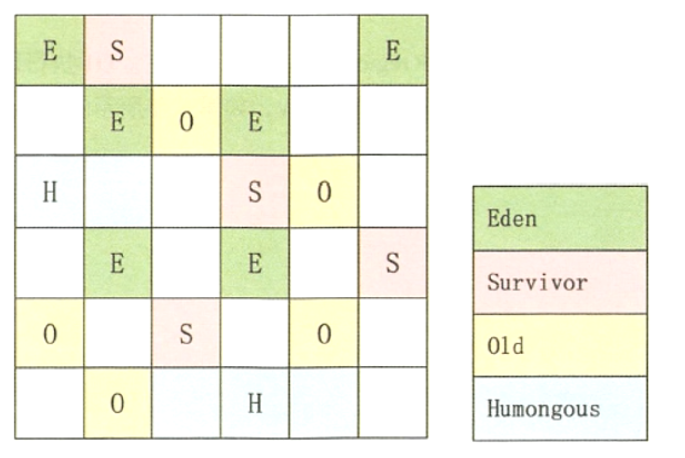 E S E
E O E
H S O
E E S
O S O
O H
Eden
Survivor
Old
Humongous